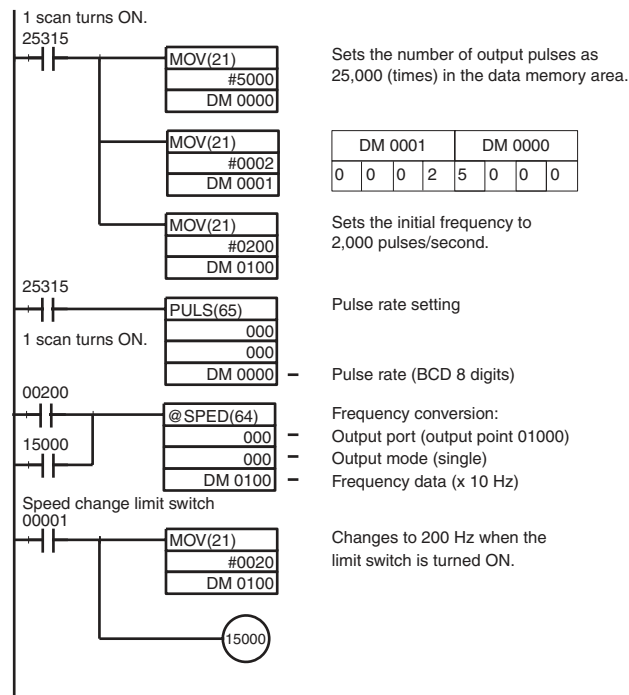 1 scan turns ON.
25315
MOV(21)
#5000
DM 0000
Sets the number of output pulses as
25,000 (times) in the data memory area.
MOV(21)
#0002
DM 0001
DM 0001 DM 0000
0 0 0 2 5 0 0 0
MOV(21)
#0200
DM 0100
Sets the initial frequency to
2,000 pulses/second.
25315
1 scan turns ON.
PULS(65)
000
000
DM 0000
Pulse rate setting
Pulse rate (BCD 8 digits)
00200
15000
@SPED(64)
000
000
DM 0100
Frequency conversion:
Output port (output point 01000)
Output mode (single)
Frequency data (x 10 Hz)
Speed change limit switch
00001
MOV(21)
#0020
DM 0100
Changes to 200 Hz when the
limit switch is turned ON.
15000